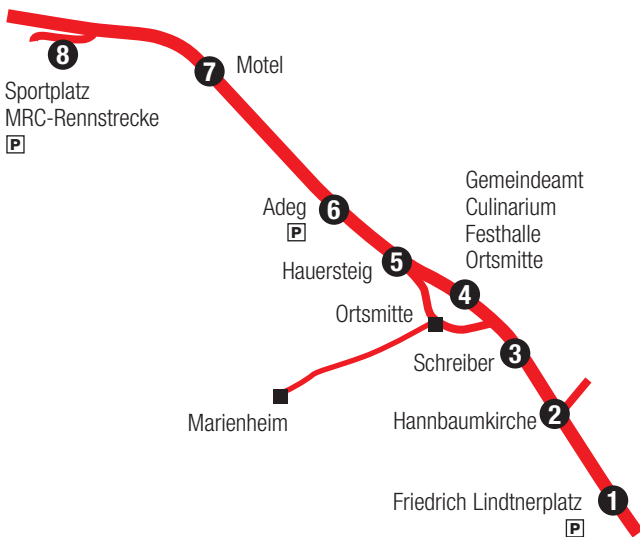 8
7
Motel
Sportplatz
MRC-Rennstrecke
P
Gemeindeamt
Culinarium
Festhalle
Ortsmitte
Adeg
6
P
Hauersteig
5
4
Ortsmitte
Schreiber
3
Marienheim
Hannbaumkirche
2
Friedrich Lindtnerplatz
1
P